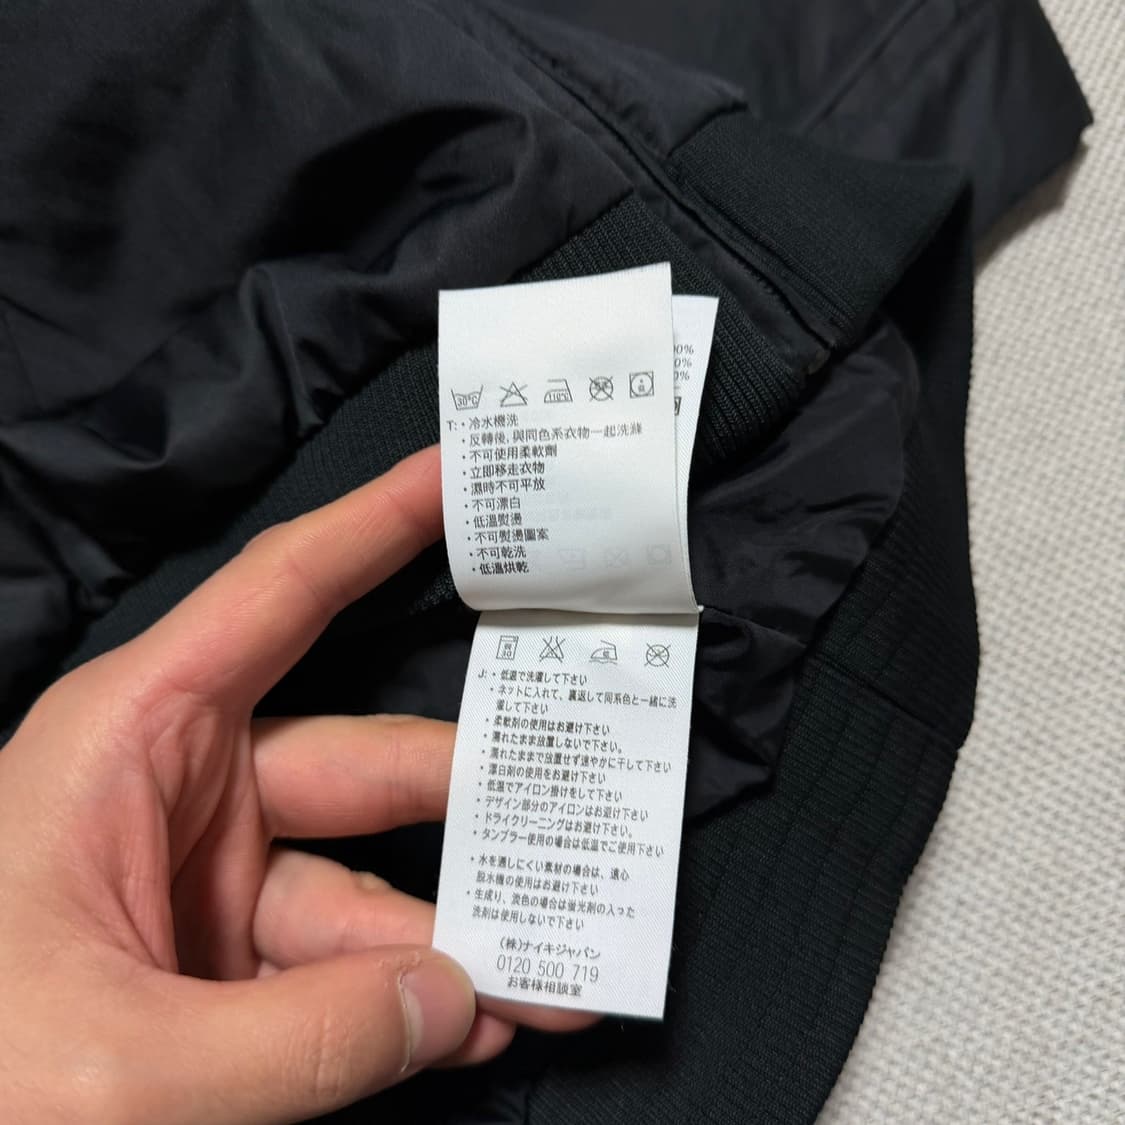 0%
0%
0%
30°C
110°C
T:・冷水機洗
・反轉後,與同色系衣物一起洗滌
・不可使用柔軟劑
・立即移走衣物
・濕時不可平放
・不可漂白
・低溫熨燙
・不可熨燙圖案
・不可乾洗
・低溫烘乾
30
低
J:・低温で洗濯して下さい
・ネットに入れて、裏返して同系色と一緒に洗
濯して下さい
・柔軟剤の使用はお避け下さい
・濡れたまま放置しないで下さい。
・濡れたままで放置せず速やかに干して下さい
・漂白剤の使用をお避け下さい
・低温でアイロン掛けをして下さい
・デザイン部分のアイロンはお避け下さい
・ドライクリーニングはお避け下さい。
・タンブラー使用の場合は低温でご使用下さい
・水を通しにくい素材の場合は、遠心
脱水機の使用はお避け下さい
・生成り、淡色の場合は蛍光剤の入った
洗剤は使用しないで下さい
(株)ナイキジャパン
0120 500 719
お客様相談室